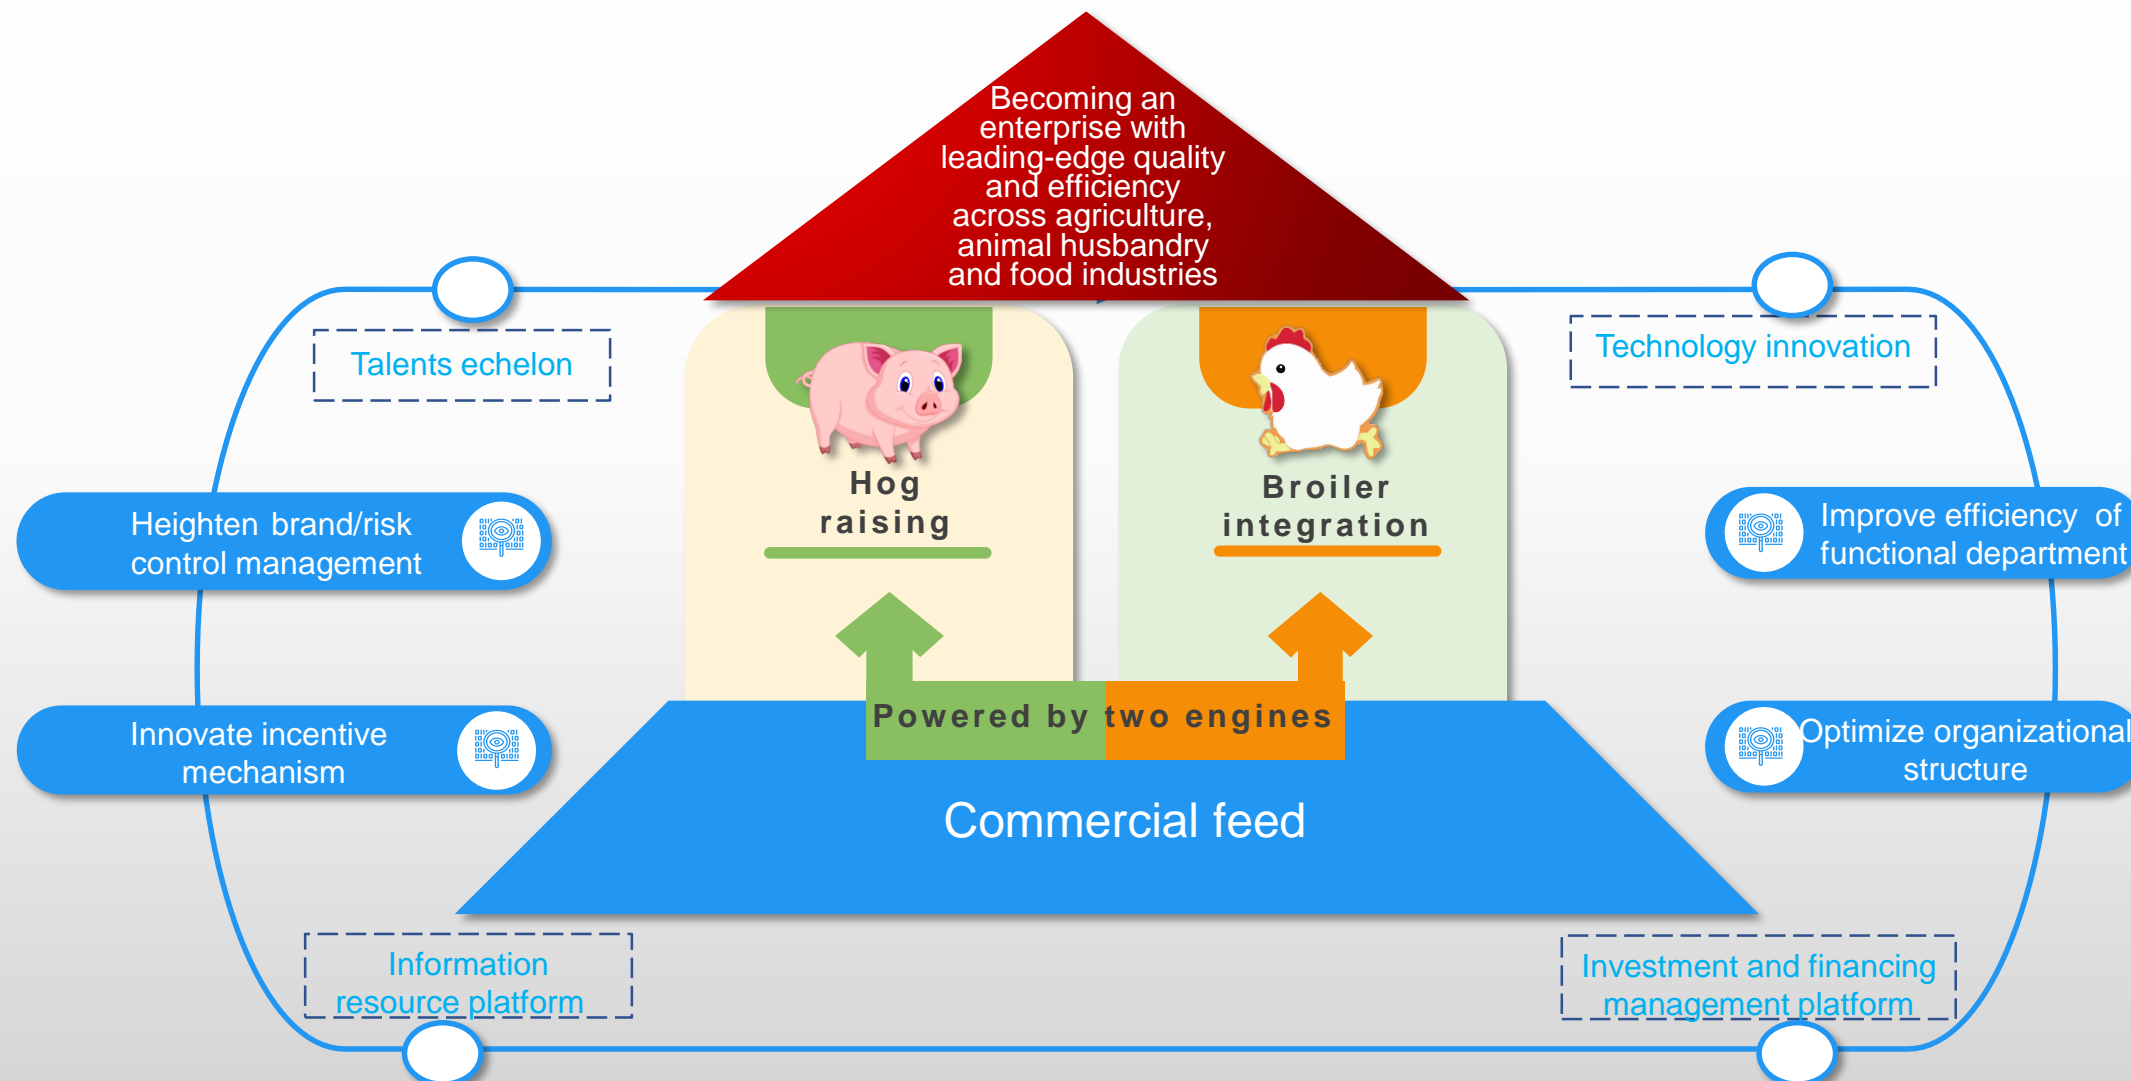 Becoming an
enterprise with
leading-edge quality
and efficiency
across agriculture,
animal husbandry
and food industries
Talents echelon
Technology innovation
Hog
raising
Broiler
integration
Heighten brand/risk
control management
Improve efficiency of
functional department
Powered by two engines
Innovate incentive
mechanism
Optimize organizational
structure
Commercial feed
Information
resource platform
Investment and financing
management platform